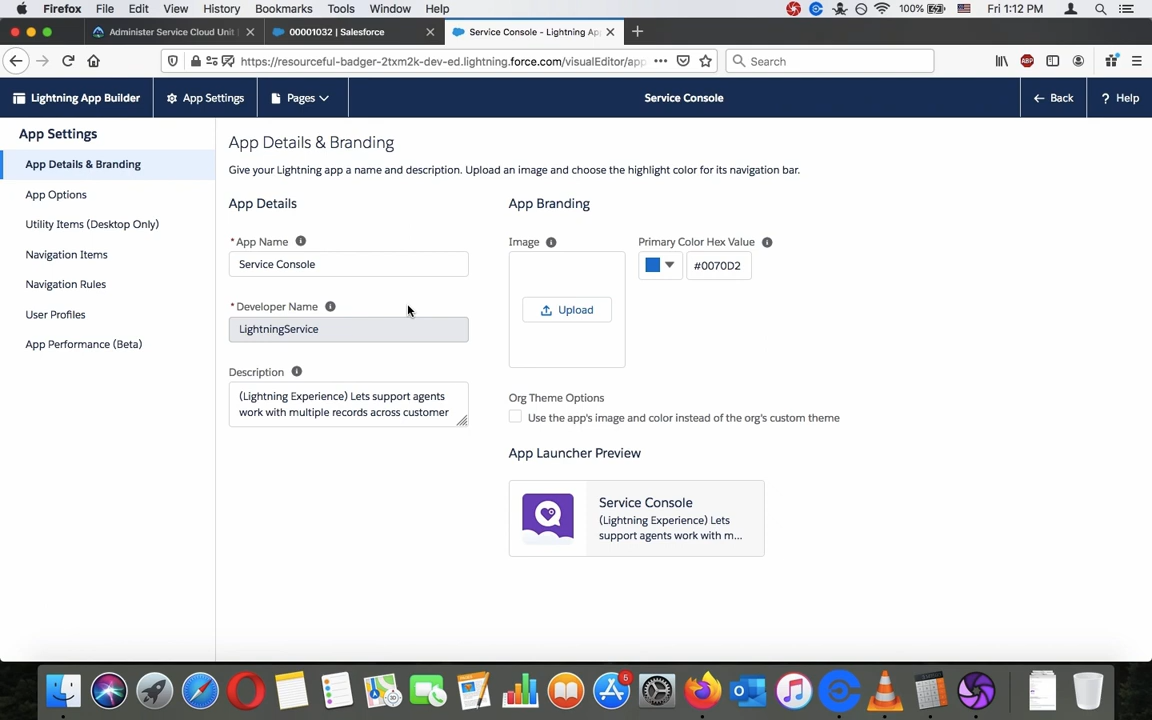 Firefox File Edit View History Bookmarks Tools Window Help 100% Fri 1:12 PM
Administer Service Cloud Unit
00001032 | Salesforce
Service Console - Lightning Ap
https://resourceful-badger-2txm2k-dev-ed.lightning.force.com/visualEditor/app
Search
ABP
Lightning App Builder
App Settings
Pages
Service Console
Back
? Help
App Settings
App Details & Branding
App Options
Utility Items (Desktop Only)
Navigation Items
Navigation Rules
User Profiles
App Performance (Beta)
App Details & Branding
Give your Lightning app a name and description. Upload an image and choose the highlight color for its navigation bar.
App Details
*App Name
Service Console
*Developer Name
LightningService
Description
(Lightning Experience) Lets support agents
work with multiple records across customer
App Branding
Image
Upload
Primary Color Hex Value
#0070D2
Org Theme Options
Use the app's image and color instead of the org's custom theme
App Launcher Preview
Service Console
(Lightning Experience) Lets
support agents work with m...
6